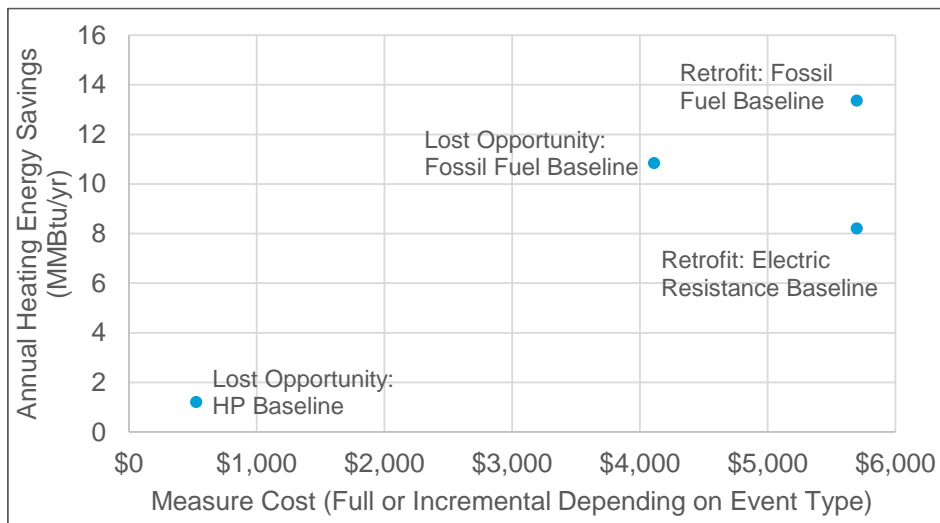 Annual Heating Energy Savings
(MMBtu/yr)
16
14
12
10
8
6
4
2
0
Retrofit: Fossil
Fuel Baseline
Lost Opportunity:
Fossil Fuel Baseline
Retrofit: Electric
Resistance Baseline
Lost Opportunity:
HP Baseline
$0 $1,000 $2,000 $3,000 $4,000 $5,000 $6,000
Measure Cost (Full or Incremental Depending on Event Type)